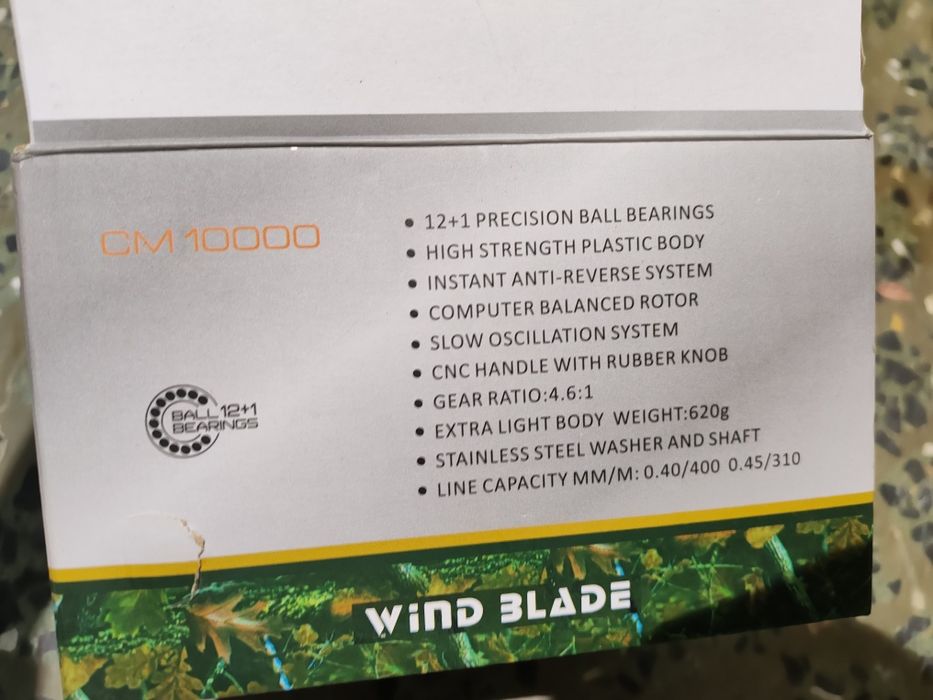 CM 10000
• 12+1 PRECISION BALL BEARINGS
• HIGH STRENGTH PLASTIC BODY
• INSTANT ANTI-REVERSE SYSTEM
• COMPUTER BALANCED ROTOR
• SLOW OSCILLATION SYSTEM
• CNC HANDLE WITH RUBBER KNOB
• GEAR RATIO:4.6:1
• EXTRA LIGHT BODY WEIGHT:620g
• STAINLESS STEEL WASHER AND SHAFT
• LINE CAPACITY MM/M: 0.40/400 0.45/310
BALL 12+1
BEARINGS
WIND BLADE